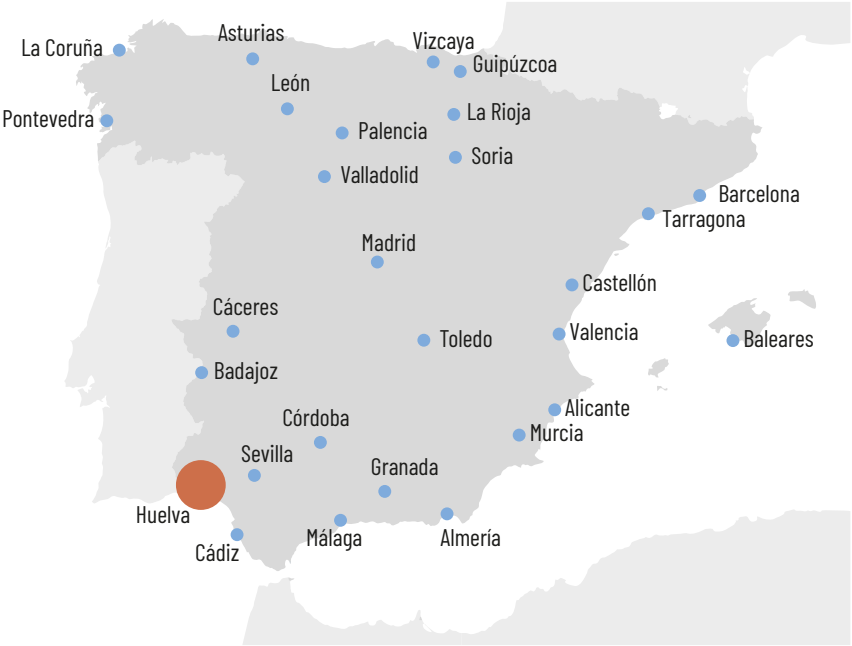 Asturias
Vizcaya
La Coruña
Guipúzcoa
León
La Rioja
Pontevedra
Palencia
Soria
Valladolid
Barcelona
Tarragona
Madrid
Castellón
Cáceres
Valencia
Toledo
Baleares
Badajoz
Alicante
Córdoba
Murcia
Sevilla
Granada
Huelva
Málaga
Almería
Cádiz